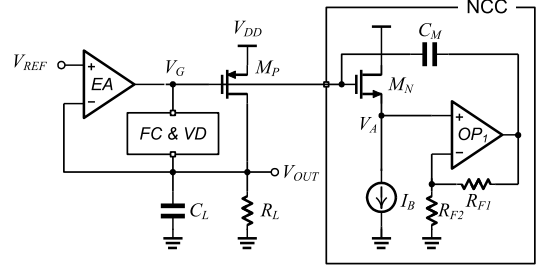 NCC
V_DD
C_M
V_REF
+
EA
−
V_G
M_P
M_N
FC & VD
V_A
+
OP_1
−
V_OUT
C_L
R_L
I_B
R_F2
R_F1